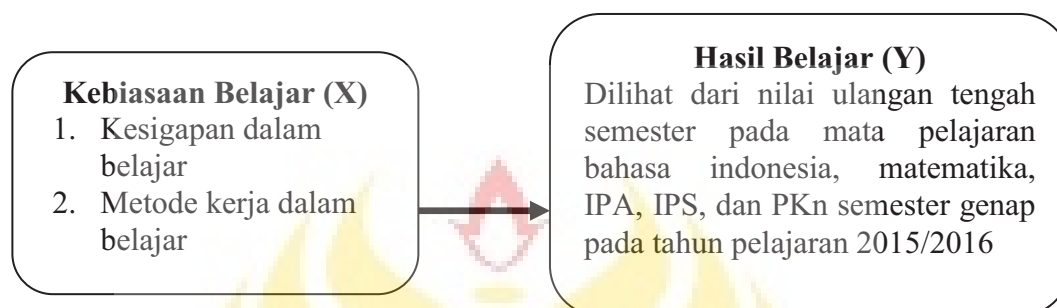 Kebiasaan Belajar (X)
1. Kesigapan dalam
belajar
2. Metode kerja dalam
belajar
Hasil Belajar (Y)
Dilihat dari nilai ulangan tengah
semester pada mata pelajaran
bahasa indonesia, matematika,
IPA, IPS, dan PKn semester genap
pada tahun pelajaran 2015/2016